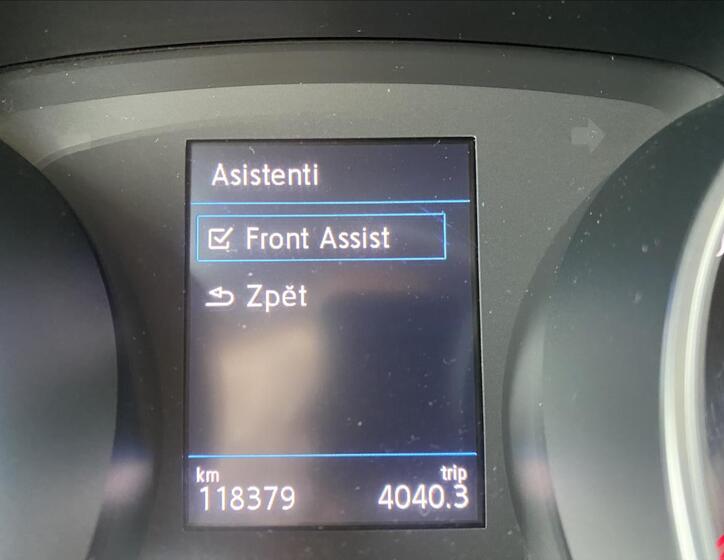 Asistenti
Front Assist
Zpět
km trip
118379 4040.3